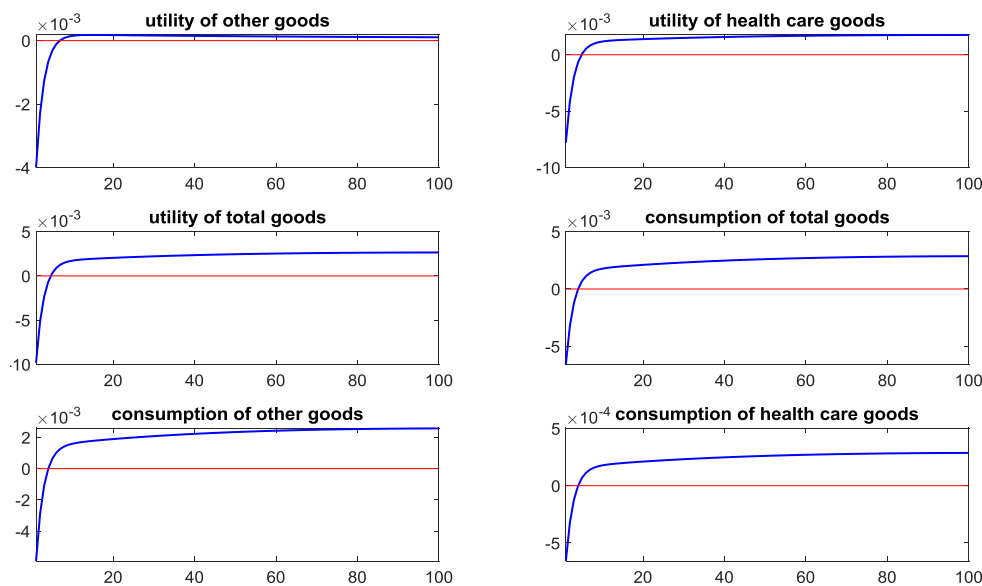 ×10-3 utility of other goods
0
-2
-4
20 40 60 80 100
×10-3 utility of health care goods
0
-5
-10
20 40 60 80 100
×10-3 utility of total goods
5
0
-5
-10
20 40 60 80 100
×10-3 consumption of total goods
5
0
-5
20 40 60 80 100
×10-3 consumption of other goods
2
0
-2
-4
20 40 60 80 100
×10-4 consumption of health care goods
5
0
-5
20 40 60 80 100